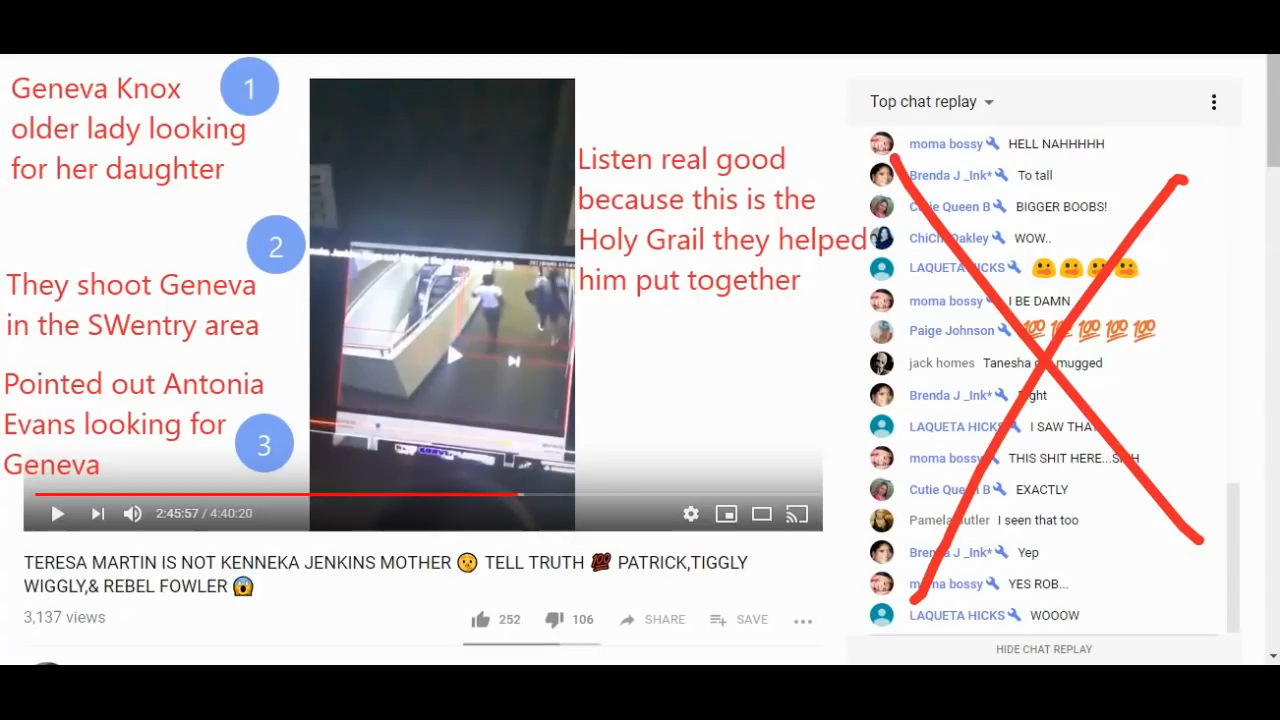 Geneva Knox
older lady looking
for her daughter
1
2
They shoot Geneva
in the SWentry area
Pointed out Antonia
Evans looking for
Geneva
3
Listen real good
because this is the
Holy Grail they helped
him put together
2:45:57 / 4:40:20
TERESA MARTIN IS NOT KENNEKA JENKINS MOTHER 🤫 TELL TRUTH 💯 PATRICK,TIGGLY
WIGGLY,& REBEL FOWLER 😱
3,137 views
252
106
SHARE
SAVE
Top chat replay
moma bossy HELL NAHHHHH
Brenda J _Ink* To tall
Cutie Queen B BIGGER BOOBS!
ChiChi Oakley WOW..
LAQUETA HICKS
moma bossy I BE DAMN
Paige Johnson 💯 💯 💯 💯 💯
jack homes Tanesha mugged
Brenda J _Ink* Right
LAQUETA HICKS I SAW THAT
moma bossy THIS SHIT HERE...SMH
Cutie Queen B EXACTLY
Pamela Butler I seen that too
Brenda J _Ink* Yep
moma bossy YES ROB...
LAQUETA HICKS WOOOW
HIDE CHAT REPLAY